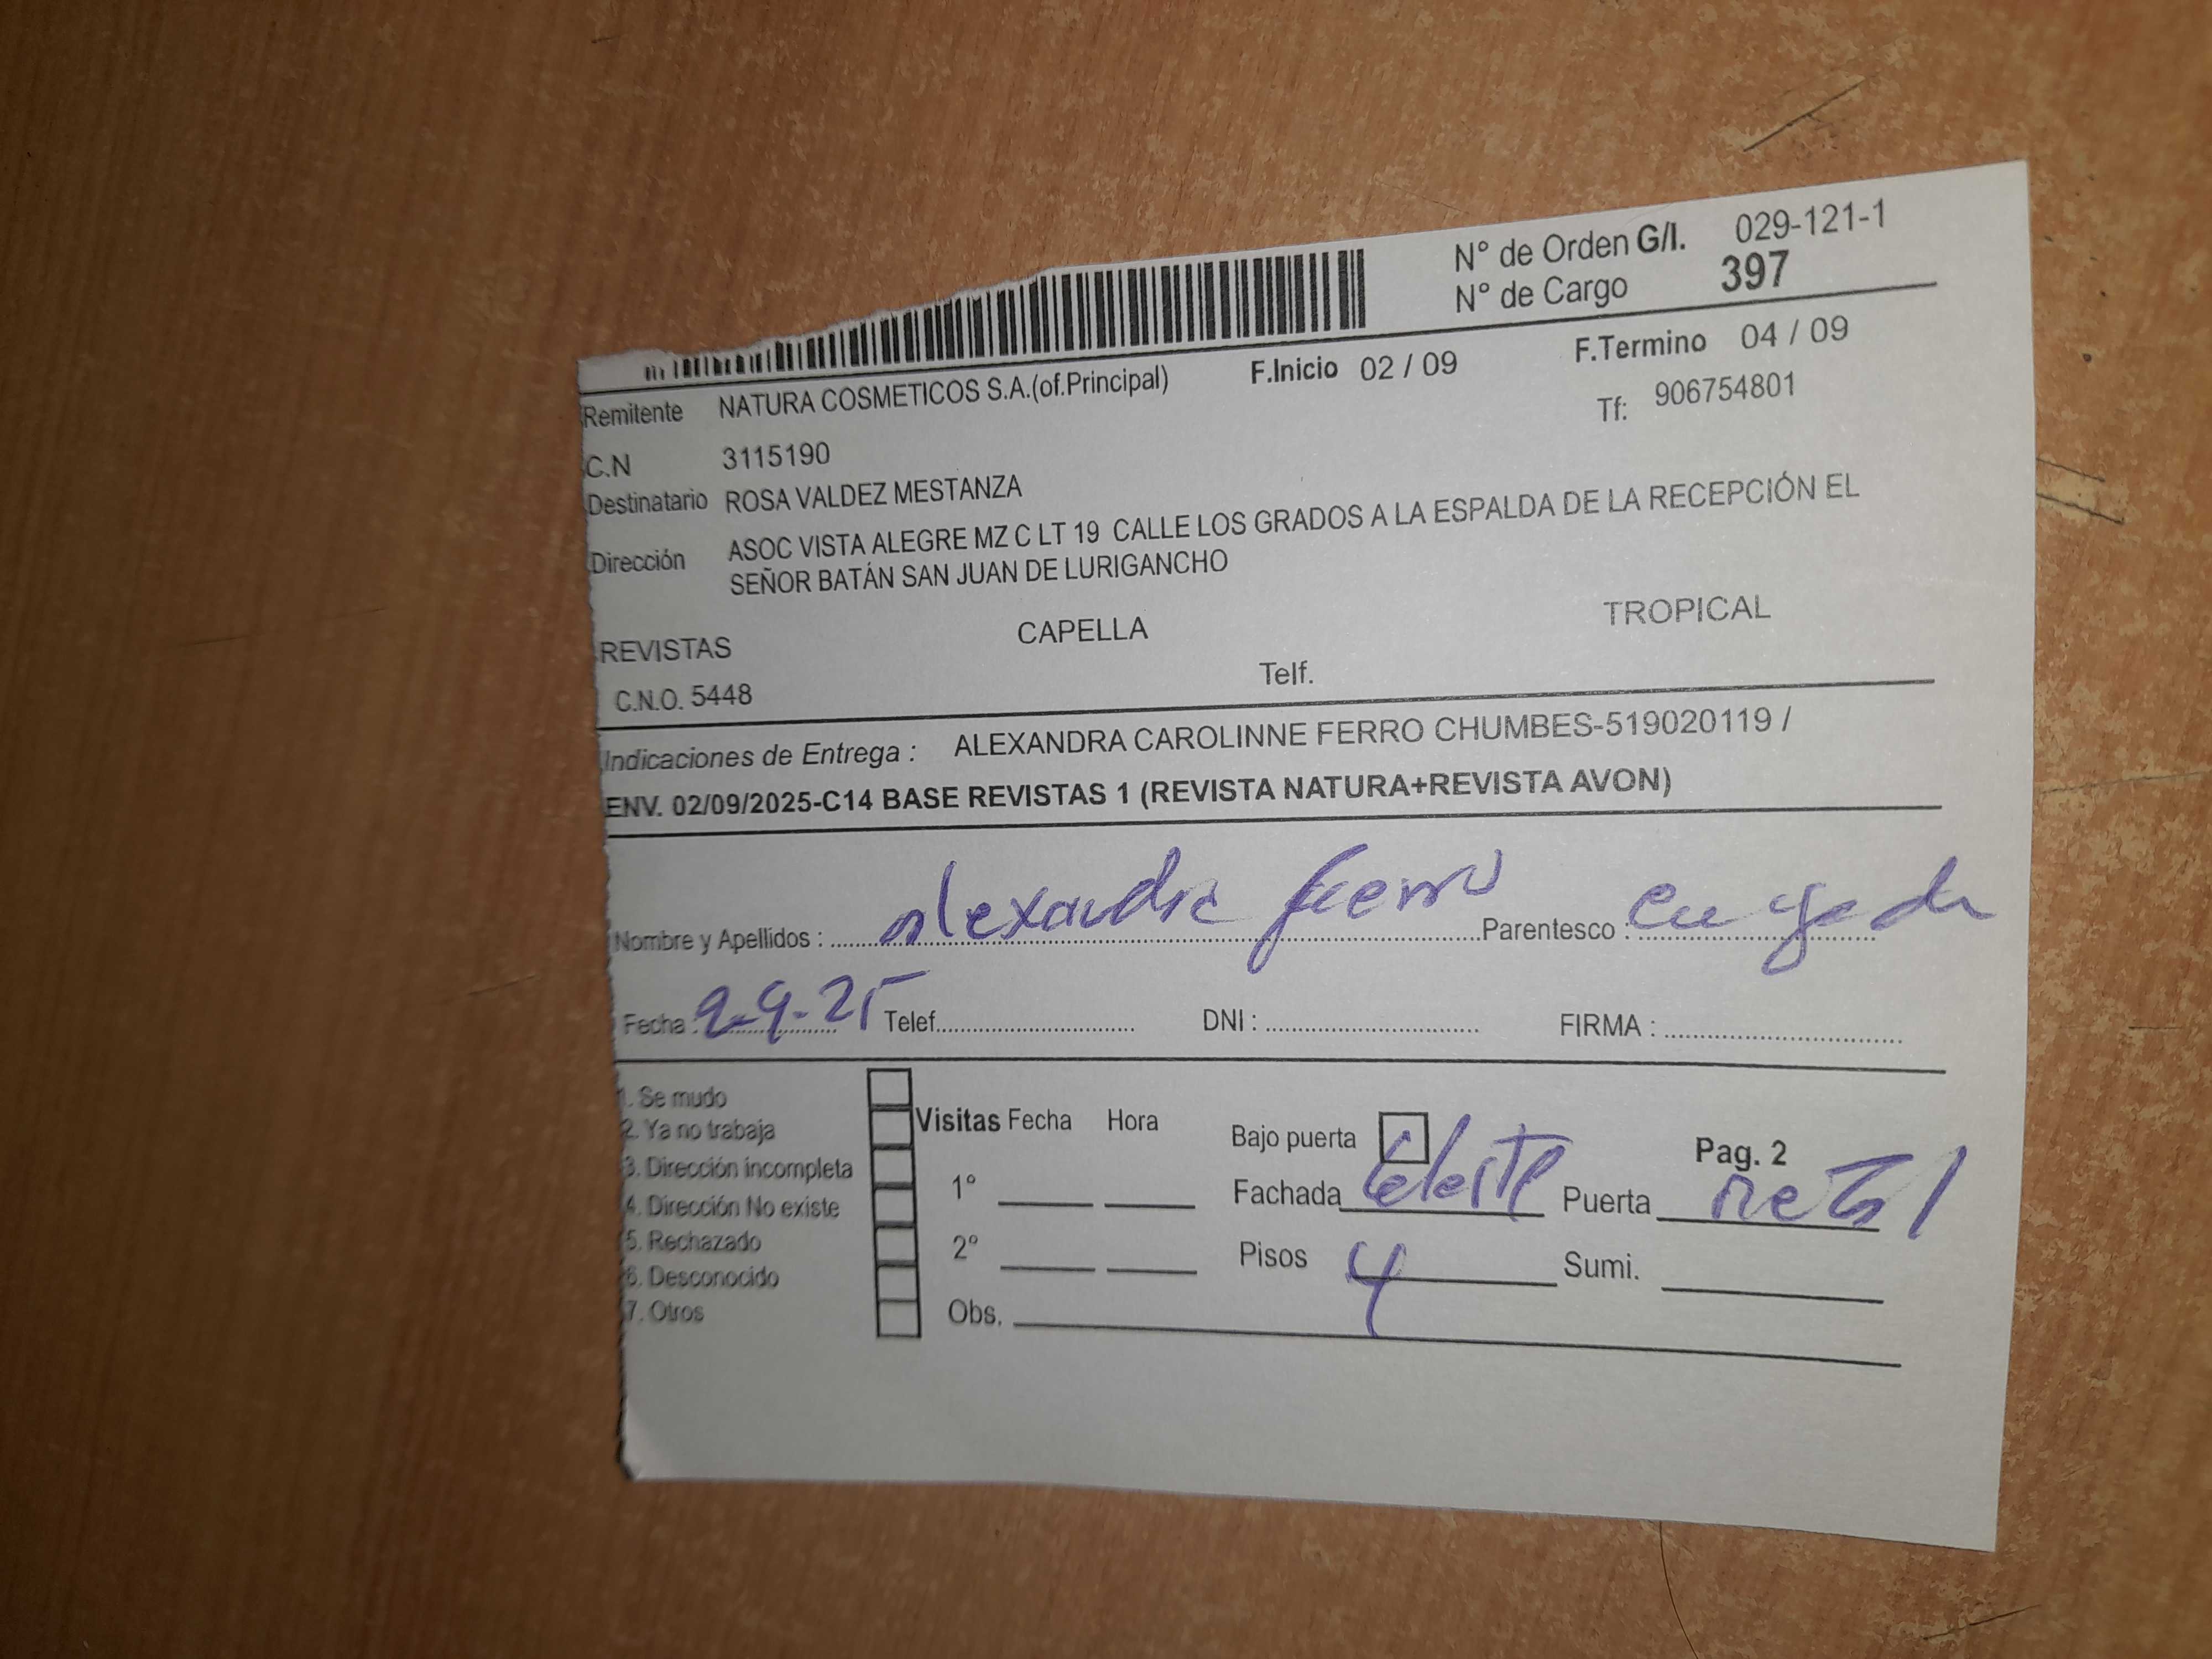 N° de Orden G/I. 029-121-1
N° de Cargo 397
Remitente NATURA COSMETICOS S.A.(of.Principal) F.Inicio 02 / 09 F.Termino 04 / 09
C.N 3115190 Tf: 906754801
Destinatario ROSA VALDEZ MESTANZA
Dirección ASOC VISTA ALEGRE MZ C LT 19 CALLE LOS GRADOS A LA ESPALDA DE LA RECEPCIÓN EL
SEÑOR BATÁN SAN JUAN DE LURIGANCHO
REVISTAS CAPELLA TROPICAL
C.N.O. 5448 Telf.
Indicaciones de Entrega : ALEXANDRA CAROLINNE FERRO CHUMBES-519020119 /
ENV. 02/09/2025-C14 BASE REVISTAS 1 (REVISTA NATURA+REVISTA AVON)
Nombre y Apellidos : Alexandra ferro Parentesco :
Fecha : 2-9-25 Telef. DNI : FIRMA :
1. Se mudo
2. Ya no trabaja
3. Dirección incompleta
4. Dirección No existe
5. Rechazado
6. Desconocido
7. Otros
Visitas Fecha Hora
1°
2°
Obs.
Bajo puerta Pag. 2
Fachada Celeste Puerta Metal
Pisos 4 Sumi.